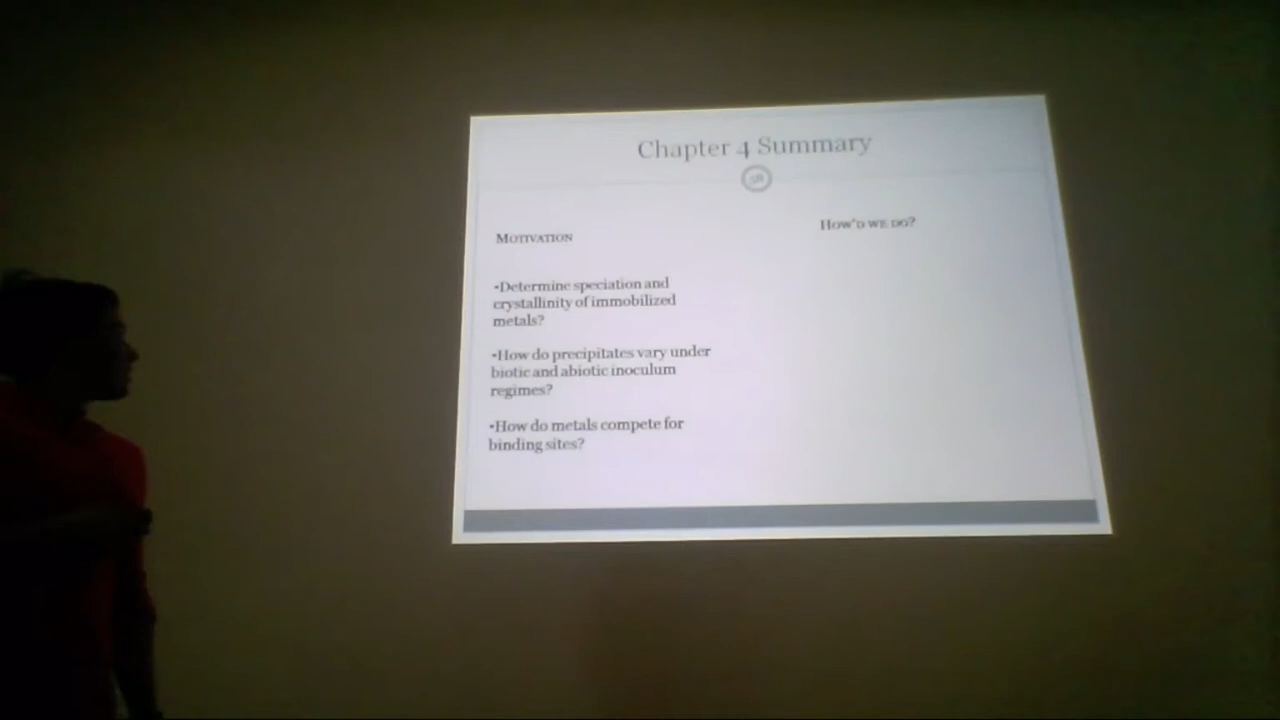 Chapter 4 Summary
MOTIVATION
•Determine speciation and
crystallinity of immobilized
metals?
•How do precipitates vary under
biotic and abiotic inoculum
regimes?
•How do metals compete for
binding sites?
HOW'D WE DO?